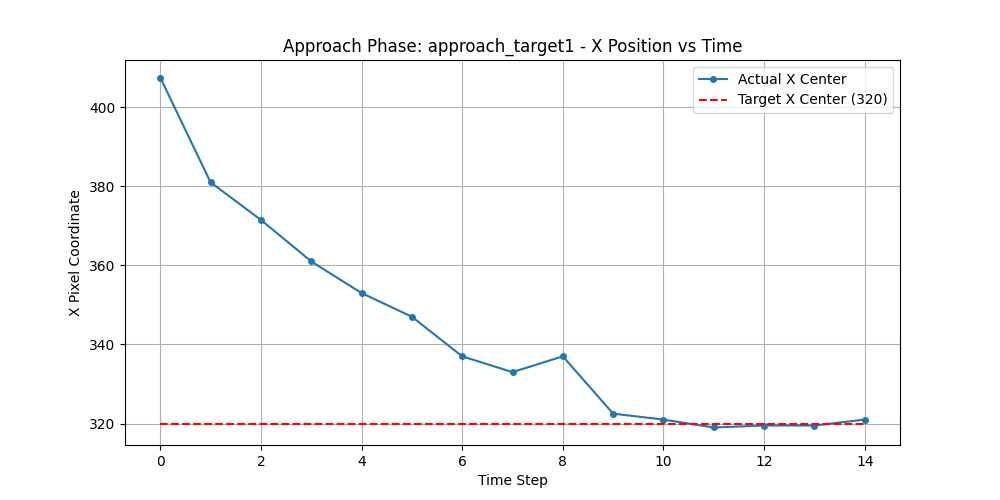 Approach Phase: approach_target1 - X Position vs Time
Actual X Center
Target X Center (320)
X Pixel Coordinate
400
380
360
340
320
0 2 4 6 8 10 12 14
Time Step